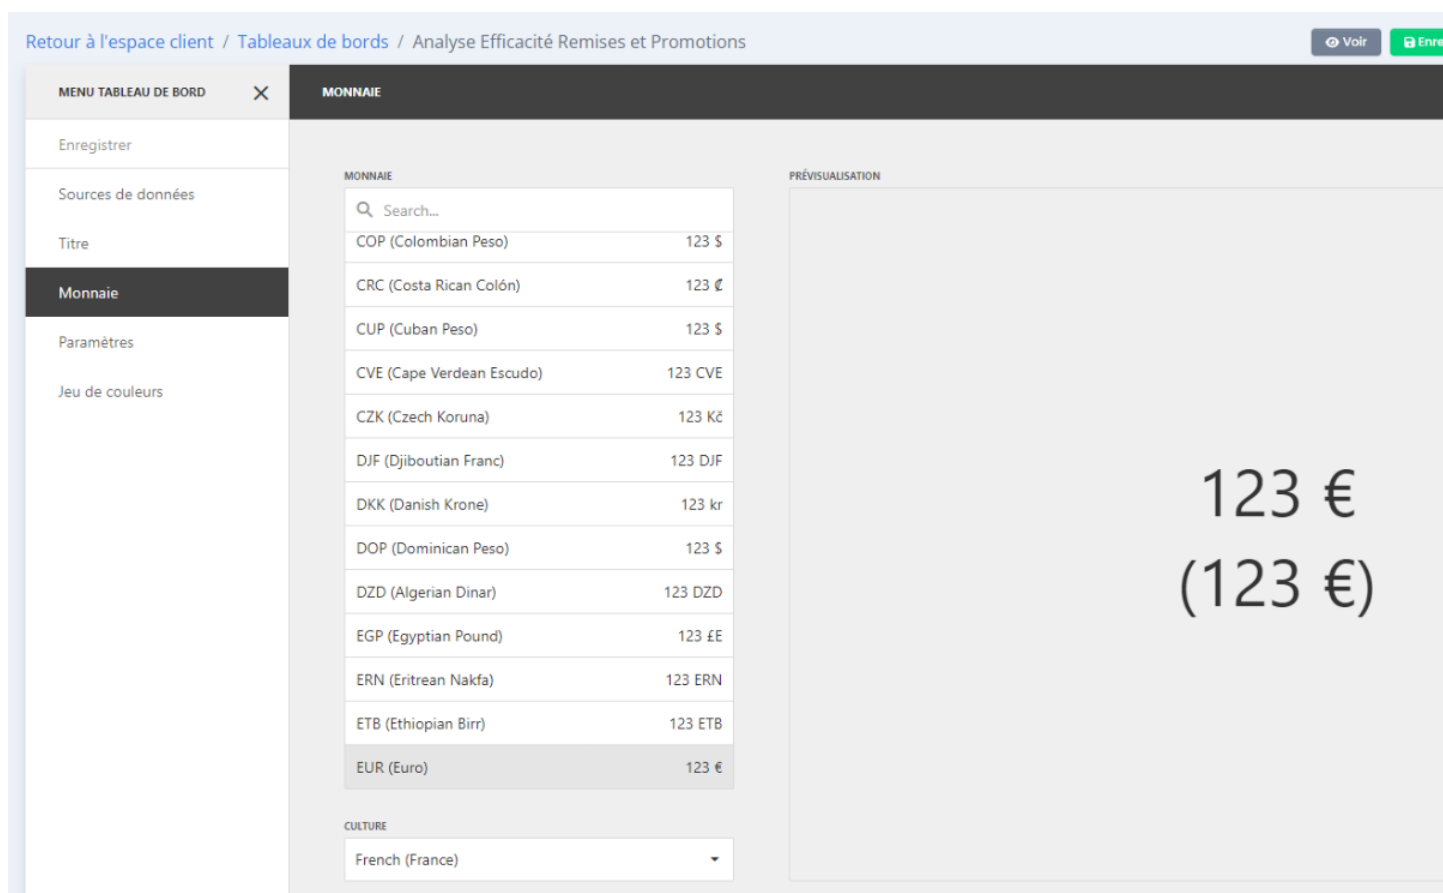 Retour à l'espace client / Tableaux de bords / Analyse Efficacité Remises et Promotions
Voir
Enre
MENU TABLEAU DE BORD
MONNAIE
Enregistrer
Sources de données
Titre
Monnaie
Paramètres
Jeu de couleurs
MONNAIE
Search...
COP (Colombian Peso) 123 $
CRC (Costa Rican Colón) 123 ₡
CUP (Cuban Peso) 123 $
CVE (Cape Verdean Escudo) 123 CVE
CZK (Czech Koruna) 123 Kč
DJF (Djiboutian Franc) 123 DJF
DKK (Danish Krone) 123 kr
DOP (Dominican Peso) 123 $
DZD (Algerian Dinar) 123 DZD
EGP (Egyptian Pound) 123 £E
ERN (Eritrean Nakfa) 123 ERN
ETB (Ethiopian Birr) 123 ETB
EUR (Euro) 123 €
CULTURE
French (France)
PRÉVISUALISATION
123 €
(123 €)